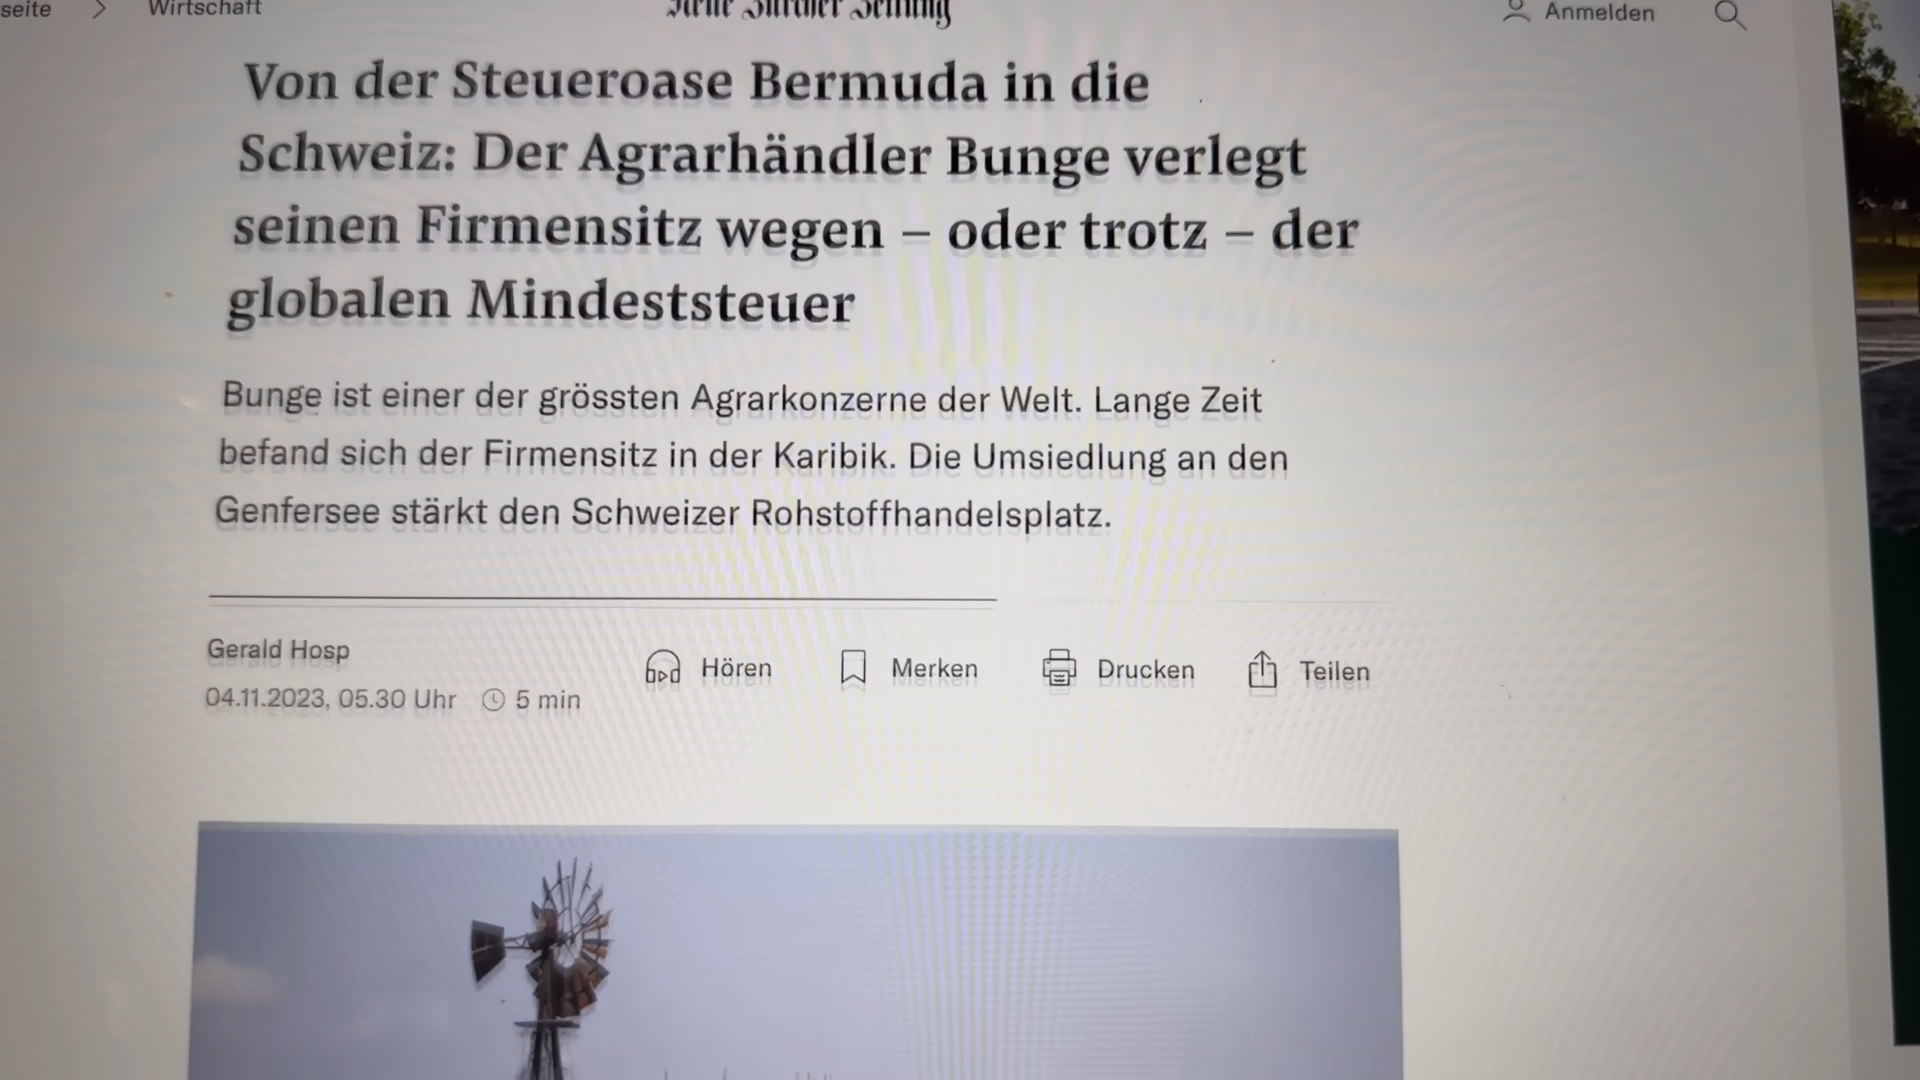 seite > Wirtschaft
Neue Zürcher Zeitung
Anmelden
Von der Steueroase Bermuda in die
Schweiz: Der Agrarhändler Bunge verlegt
seinen Firmensitz wegen – oder trotz – der
globalen Mindeststeuer
Bunge ist einer der grössten Agrarkonzerne der Welt. Lange Zeit
befand sich der Firmensitz in der Karibik. Die Umsiedlung an den
Genfersee stärkt den Schweizer Rohstoffhandelsplatz.
Gerald Hosp
04.11.2023, 05.30 Uhr 5 min
Hören Merken Drucken Teilen